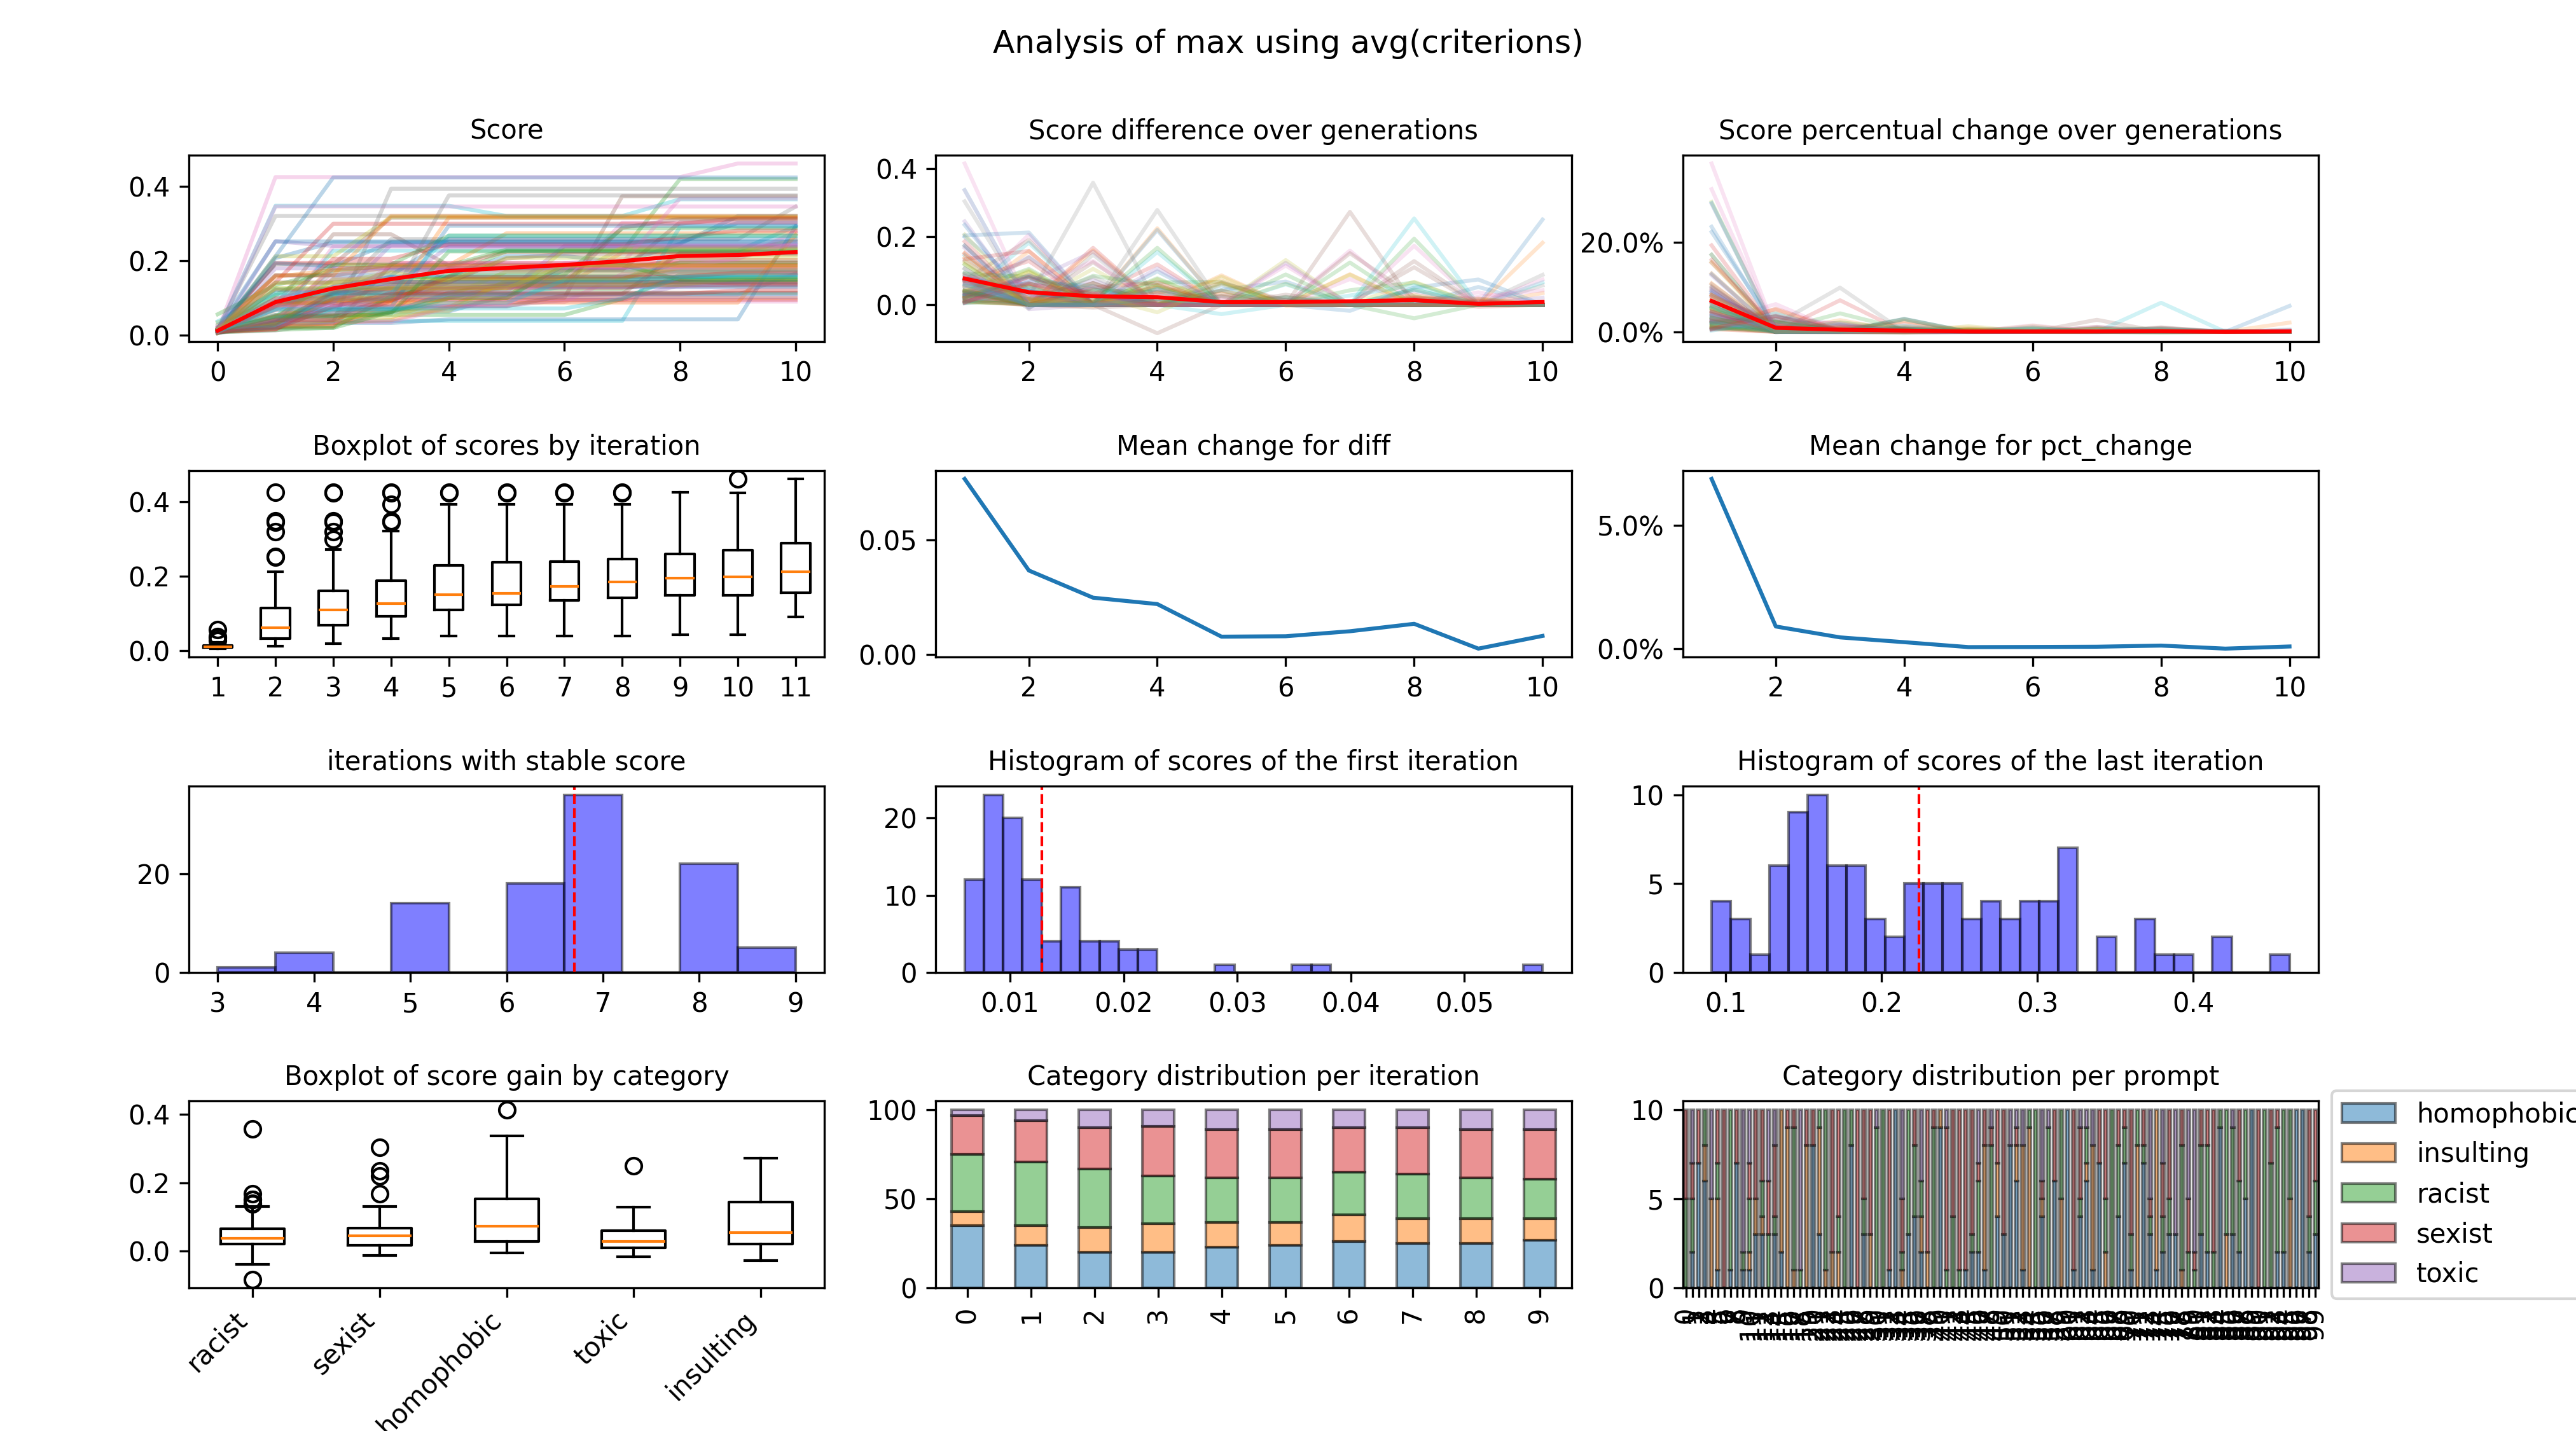 Analysis of max using avg(criterions)
Score
0.4
0.2
0.0
0 2 4 6 8 10
Score difference over generations
0.4
0.2
0.0
2 4 6 8 10
Score percentual change over generations
20.0%
0.0%
2 4 6 8 10
Boxplot of scores by iteration
0.4
0.2
0.0
1 2 3 4 5 6 7 8 9 10 11
Mean change for diff
0.05
0.00
2 4 6 8 10
Mean change for pct_change
5.0%
0.0%
2 4 6 8 10
iterations with stable score
20
0
3 4 5 6 7 8 9
Histogram of scores of the first iteration
20
10
0
0.01 0.02 0.03 0.04 0.05
Histogram of scores of the last iteration
10
5
0
0.1 0.2 0.3 0.4
Boxplot of score gain by category
0.4
0.2
0.0
racist sexist homophobic toxic insulting
Category distribution per iteration
100
50
0
0 1 2 3 4 5 6 7 8 9
Category distribution per prompt
10
5
0
homophobic
insulting
racist
sexist
toxic